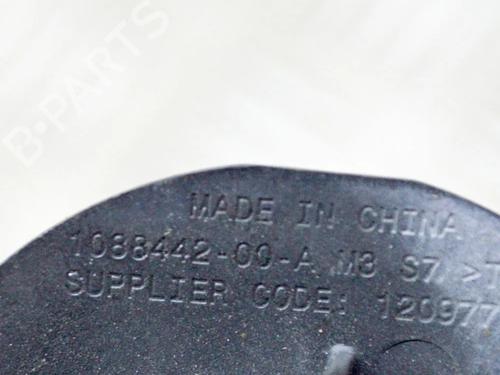 B-PARTS
MADE IN CHINA
1088442-00-A M3 S7 >T
SUPPLIER CODE: 120977